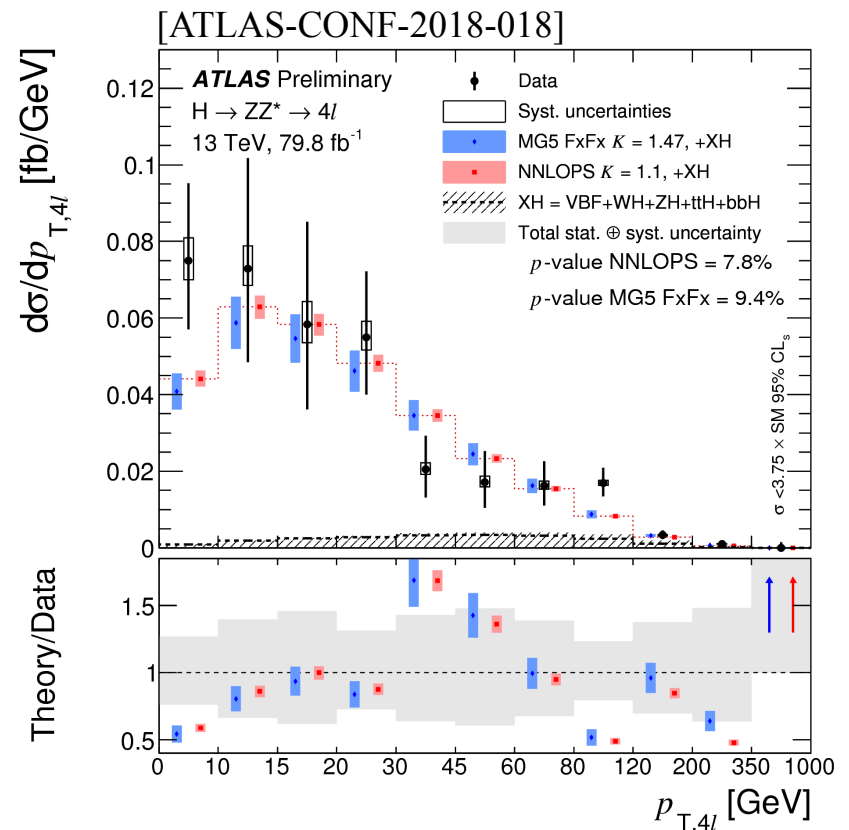 [ATLAS-CONF-2018-018]
ATLAS Preliminary
H → ZZ* → 4l
13 TeV, 79.8 fb⁻¹
Data
Syst. uncertainties
MG5 FxFx K = 1.47, +XH
NNLOPS K = 1.1, +XH
XH = VBF+WH+ZH+ttH+bbH
Total stat. ⊕ syst. uncertainty
p-value NNLOPS = 7.8%
p-value MG5 FxFx = 9.4%
σ <3.75 × SM 95% CLₛ
dσ/dp T,4l [fb/GeV]
0.12
0.1
0.08
0.06
0.04
0.02
0
Theory/Data
1.5
1
0.5
0 10 15 20 30 45 60 80 120 200 350 1000
p T,4l [GeV]